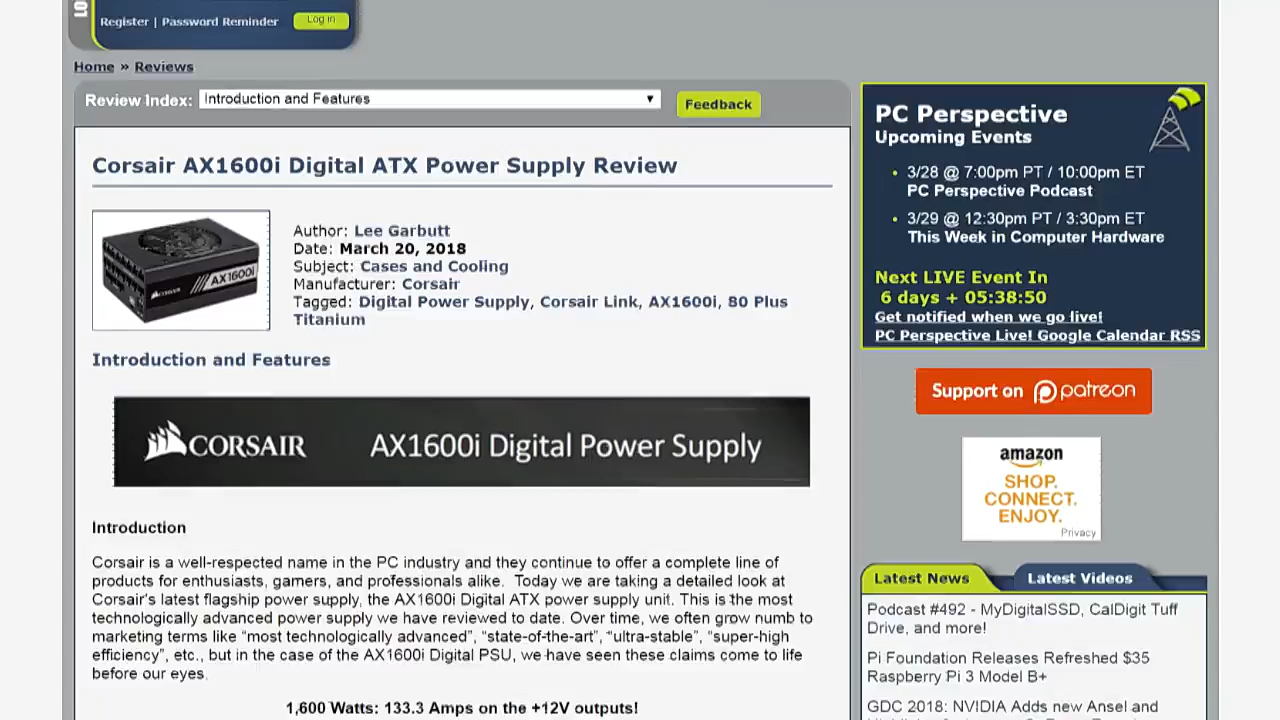 Register | Password Reminder
Log in
Home » Reviews
Review Index:
Introduction and Features
Feedback
Corsair AX1600i Digital ATX Power Supply Review
CORSAIR
AX1600i
Author: Lee Garbutt
Date: March 20, 2018
Subject: Cases and Cooling
Manufacturer: Corsair
Tagged: Digital Power Supply, Corsair Link, AX1600i, 80 Plus
Titanium
Introduction and Features
CORSAIR
AX1600i Digital Power Supply
Introduction
Corsair is a well-respected name in the PC industry and they continue to offer a complete line of
products for enthusiasts, gamers, and professionals alike.  Today we are taking a detailed look at
Corsair's latest flagship power supply, the AX1600i Digital ATX power supply unit. This is the most
technologically advanced power supply we have reviewed to date. Over time, we often grow numb to
marketing terms like “most technologically advanced”, “state-of-the-art”, “ultra-stable”, “super-high
efficiency”, etc., but in the case of the AX1600i Digital PSU, we have seen these claims come to life
before our eyes.
1,600 Watts: 133.3 Amps on the +12V outputs!
PC Perspective
Upcoming Events
• 3/28 @ 7:00pm PT / 10:00pm ET
PC Perspective Podcast
• 3/29 @ 12:30pm PT / 3:30pm ET
This Week in Computer Hardware
Next LIVE Event In
6 days + 05:38:50
Get notified when we go live!
PC Perspective Live! Google Calendar RSS
Support on patreon
amazon
SHOP.
CONNECT.
ENJOY.
Privacy
Latest News
Latest Videos
Podcast #492 - MyDigitalSSD, CalDigit Tuff
Drive, and more!
Pi Foundation Releases Refreshed $35
Raspberry Pi 3 Model B+
GDC 2018: NVIDIA Adds new Ansel and